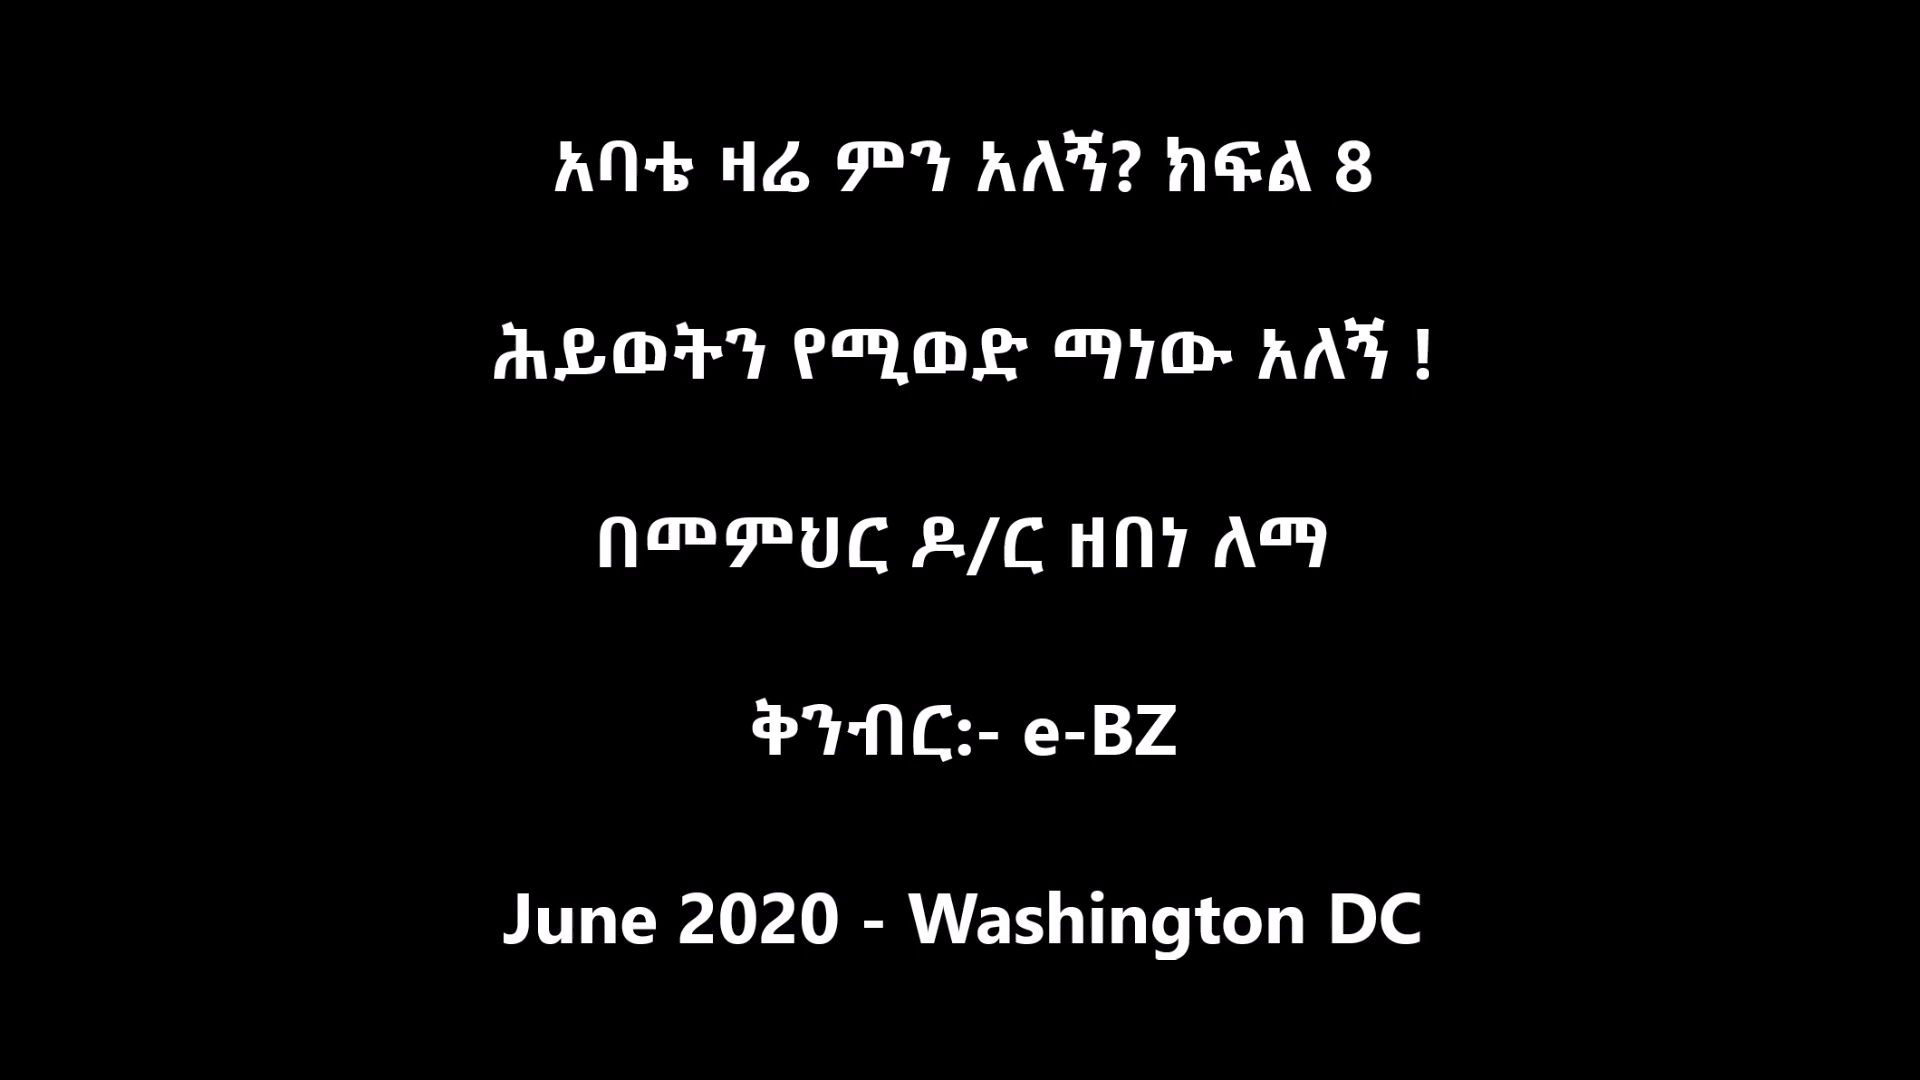 አባቴ ዛሬ ምን አለኝ? ክፍል 8
ሕይወትን የሚወድ ማነው አለኝ !
በመምህር ዶ/ር ዘበነ ለማ
ቅንብር፡- e-BZ
June 2020 - Washington DC